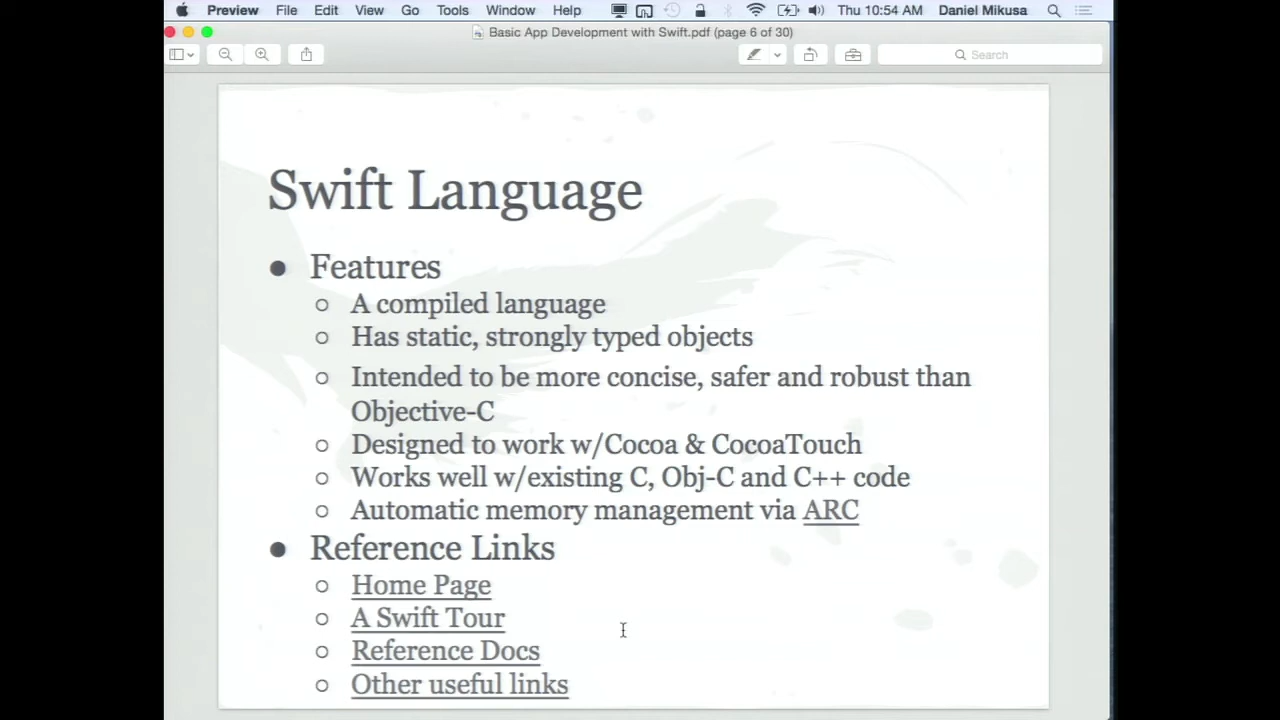 Preview File Edit View Go Tools Window Help Thu 10:54 AM Daniel Mikusa
Basic App Development with Swift.pdf (page 6 of 30)
Search
Swift Language
● Features
○ A compiled language
○ Has static, strongly typed objects
○ Intended to be more concise, safer and robust than
Objective-C
○ Designed to work w/Cocoa & CocoaTouch
○ Works well w/existing C, Obj-C and C++ code
○ Automatic memory management via ARC
● Reference Links
○ Home Page
○ A Swift Tour
○ Reference Docs
○ Other useful links